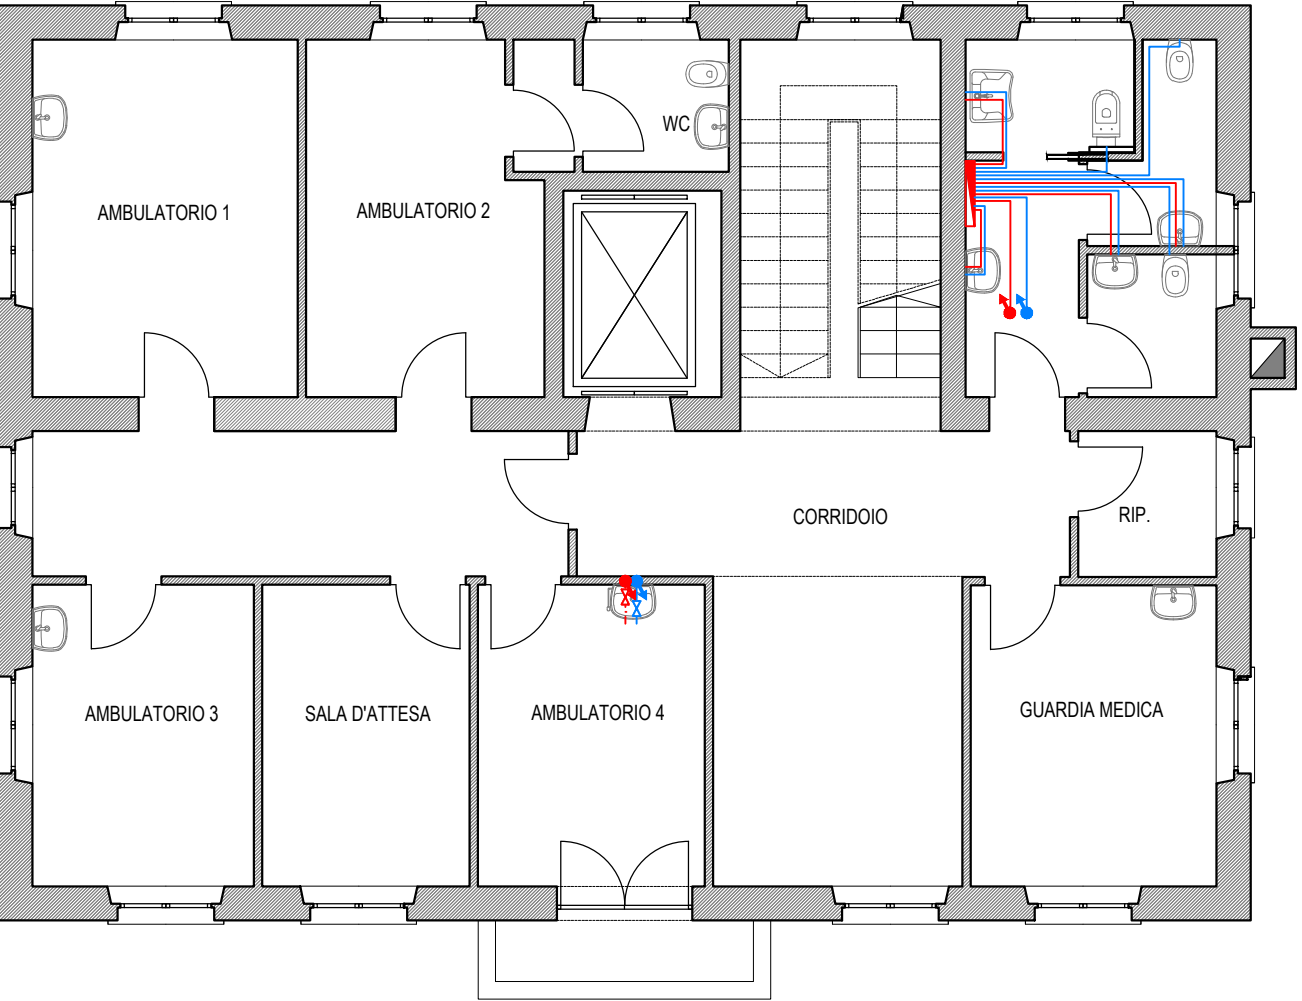 WC
AMBULATORIO 1
AMBULATORIO 2
CORRIDOIO
RIP.
AMBULATORIO 3
SALA D'ATTESA
AMBULATORIO 4
GUARDIA MEDICA